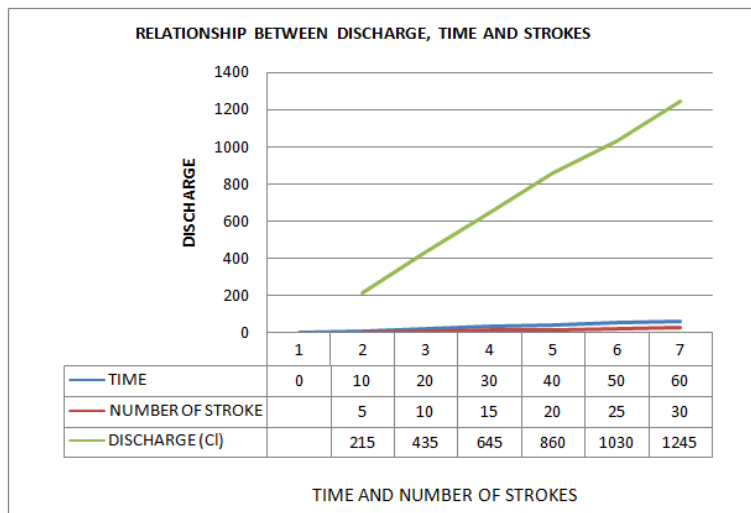 RELATIONSHIP BETWEEN DISCHARGE, TIME AND STROKES
DISCHARGE
1400
1200
1000
800
600
400
200
0
1 2 3 4 5 6 7
TIME 0 10 20 30 40 50 60
NUMBER OF STROKE 5 10 15 20 25 30
DISCHARGE (Cl) 215 435 645 860 1030 1245
TIME AND NUMBER OF STROKES